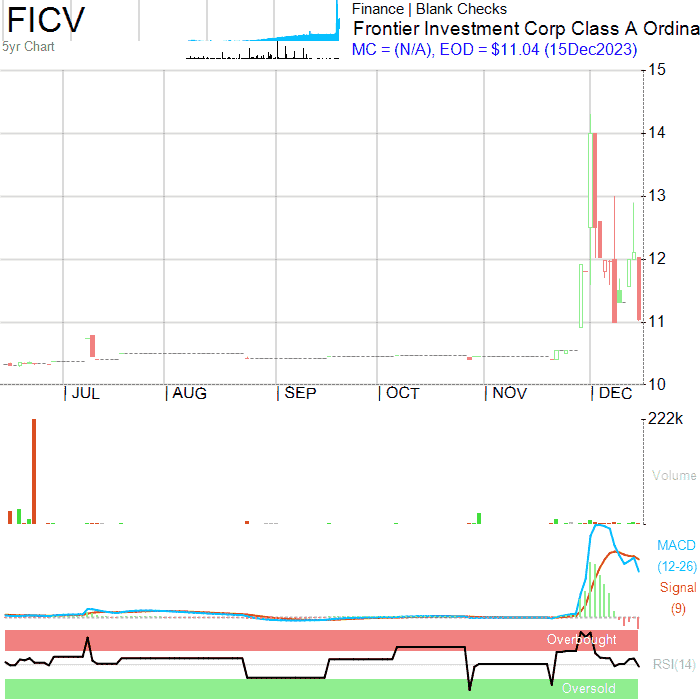 FICV
5yr Chart
Finance | Blank Checks
Frontier Investment Corp Class A Ordina
MC = (N/A), EOD = $11.04 (15Dec2023)
15
14
13
12
11
10
JUL AUG SEP OCT NOV DEC
222k
Volume
MACD
(12-26)
Signal
(9)
Overbought
RSI(14)
Oversold